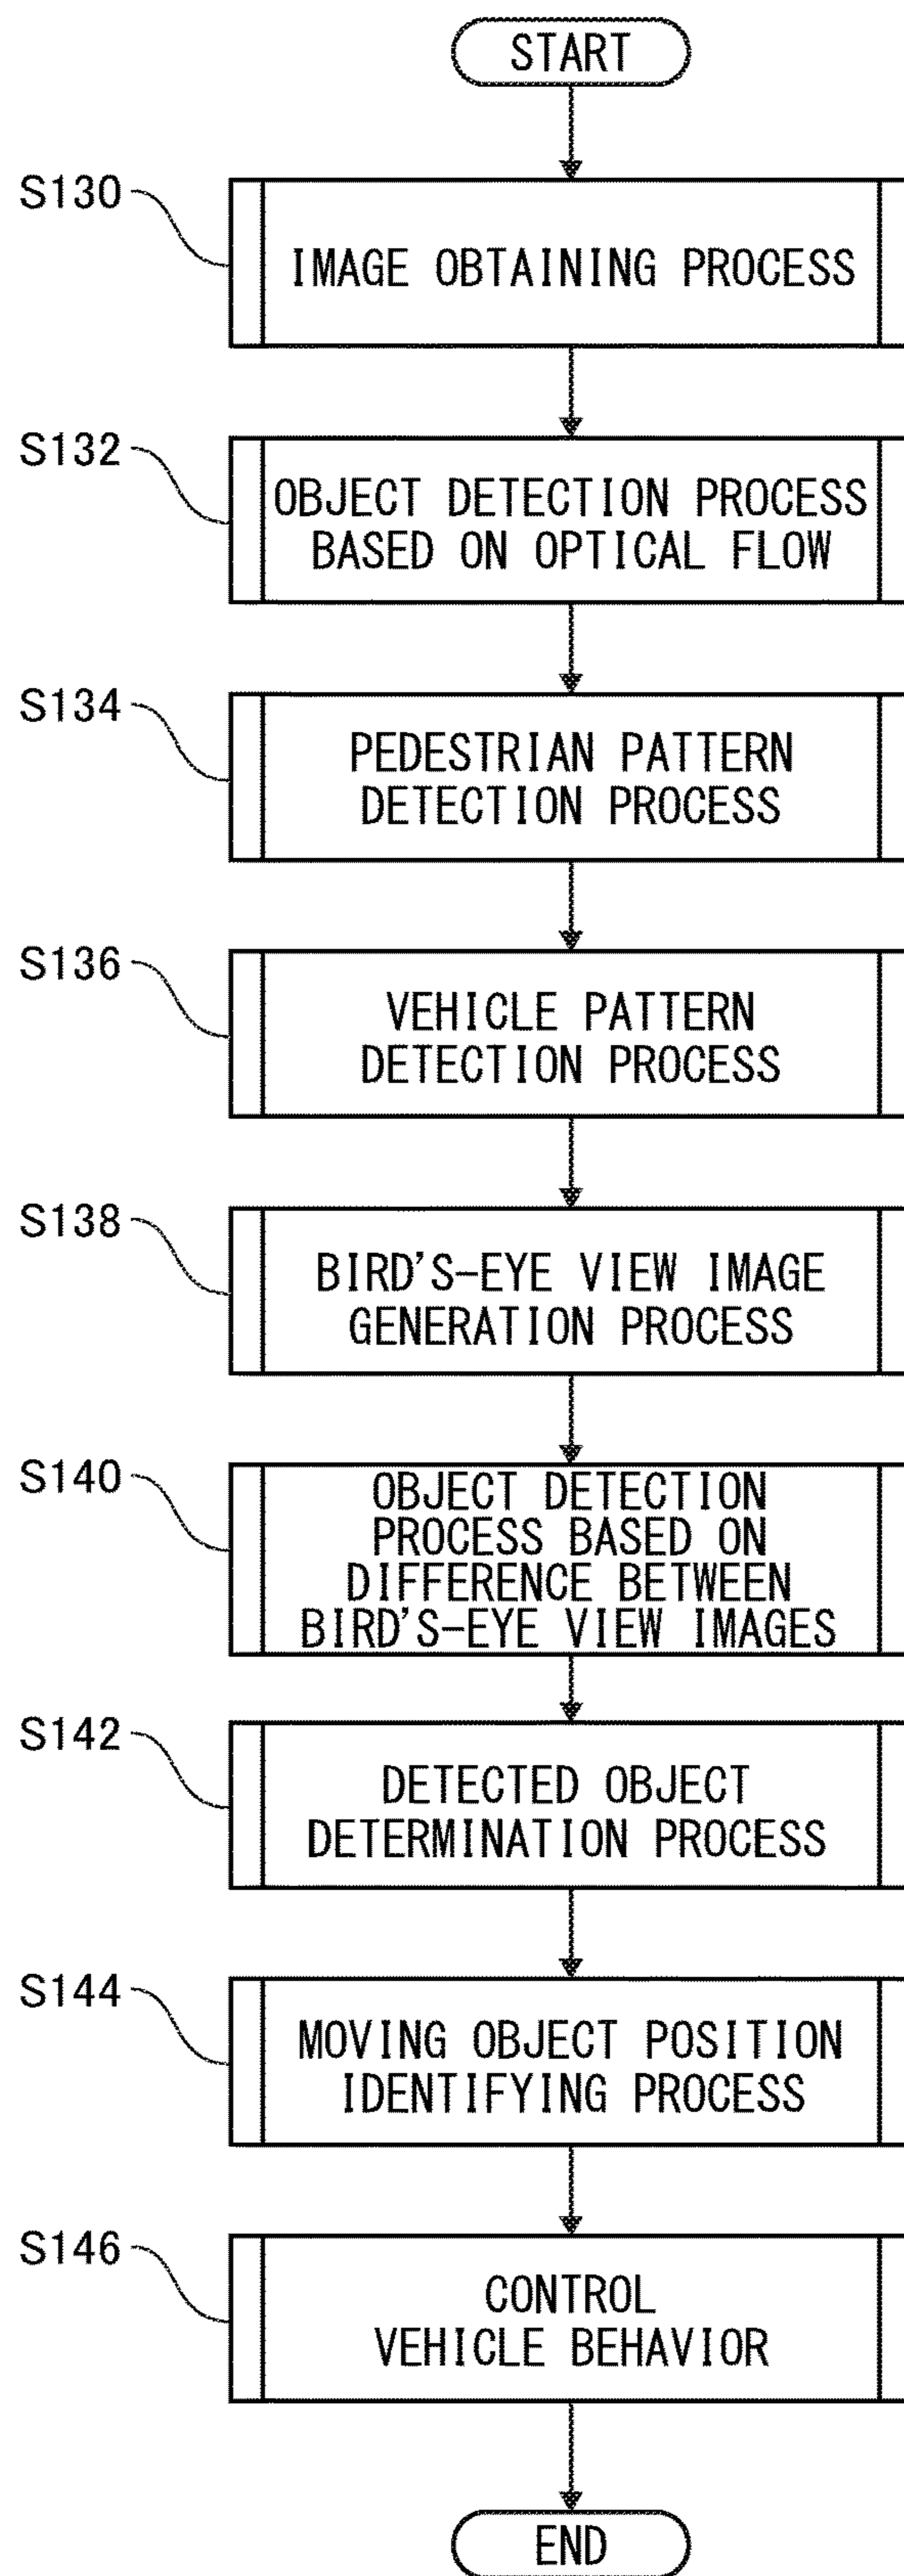 START
S130
IMAGE OBTAINING PROCESS
S132
OBJECT DETECTION PROCESS
BASED ON OPTICAL FLOW
S134
PEDESTRIAN PATTERN
DETECTION PROCESS
S136
VEHICLE PATTERN
DETECTION PROCESS
S138
BIRD'S-EYE VIEW IMAGE
GENERATION PROCESS
S140
OBJECT DETECTION
PROCESS BASED ON
DIFFERENCE BETWEEN
BIRD'S-EYE VIEW IMAGES
S142
DETECTED OBJECT
DETERMINATION PROCESS
S144
MOVING OBJECT POSITION
IDENTIFYING PROCESS
S146
CONTROL
VEHICLE BEHAVIOR
END